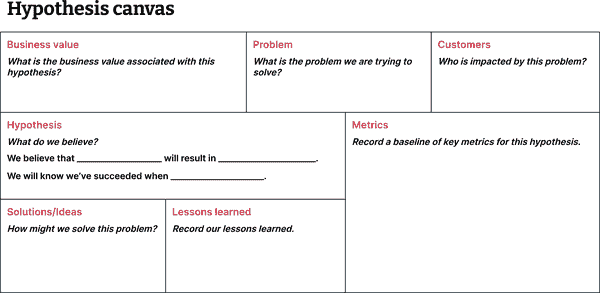 Hypothesis canvas
Business value
What is the business value associated with this
hypothesis?
Problem
What is the problem we are trying to
solve?
Customers
Who is impacted by this problem?
Hypothesis
What do we believe?
We believe that ____________________ will result in ____________________.
We will know we've succeeded when ____________________.
Metrics
Record a baseline of key metrics for this hypothesis.
Solutions/Ideas
How might we solve this problem?
Lessons learned
Record our lessons learned.